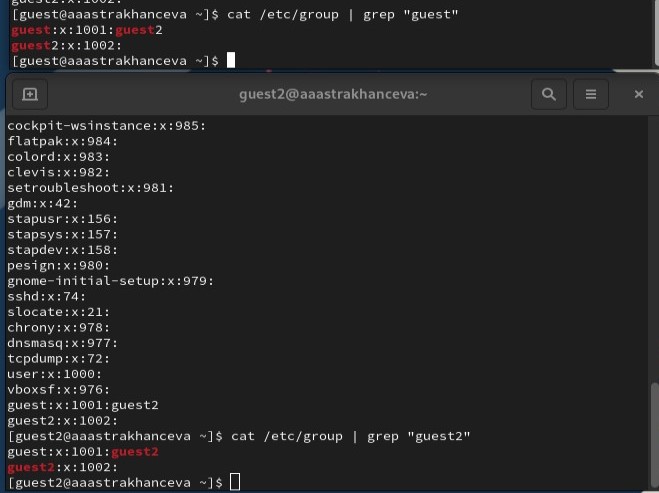 guest2:x:1002:
[guest@aaastrakhanceva ~]$ cat /etc/group | grep "guest"
guest:x:1001:guest2
guest2:x:1002:
[guest@aaastrakhanceva ~]$
guest2@aaastrakhanceva:~
cockpit-wsinstance:x:985:
flatpak:x:984:
colord:x:983:
clevis:x:982:
setroubleshoot:x:981:
gdm:x:42:
stapusr:x:156:
stapsys:x:157:
stapdev:x:158:
pesign:x:980:
gnome-initial-setup:x:979:
sshd:x:74:
slocate:x:21:
chrony:x:978:
dnsmasq:x:977:
tcpdump:x:72:
user:x:1000:
vboxsf:x:976:
guest:x:1001:guest2
guest2:x:1002:
[guest2@aaastrakhanceva ~]$ cat /etc/group | grep "guest2"
guest:x:1001:guest2
guest2:x:1002:
[guest2@aaastrakhanceva ~]$